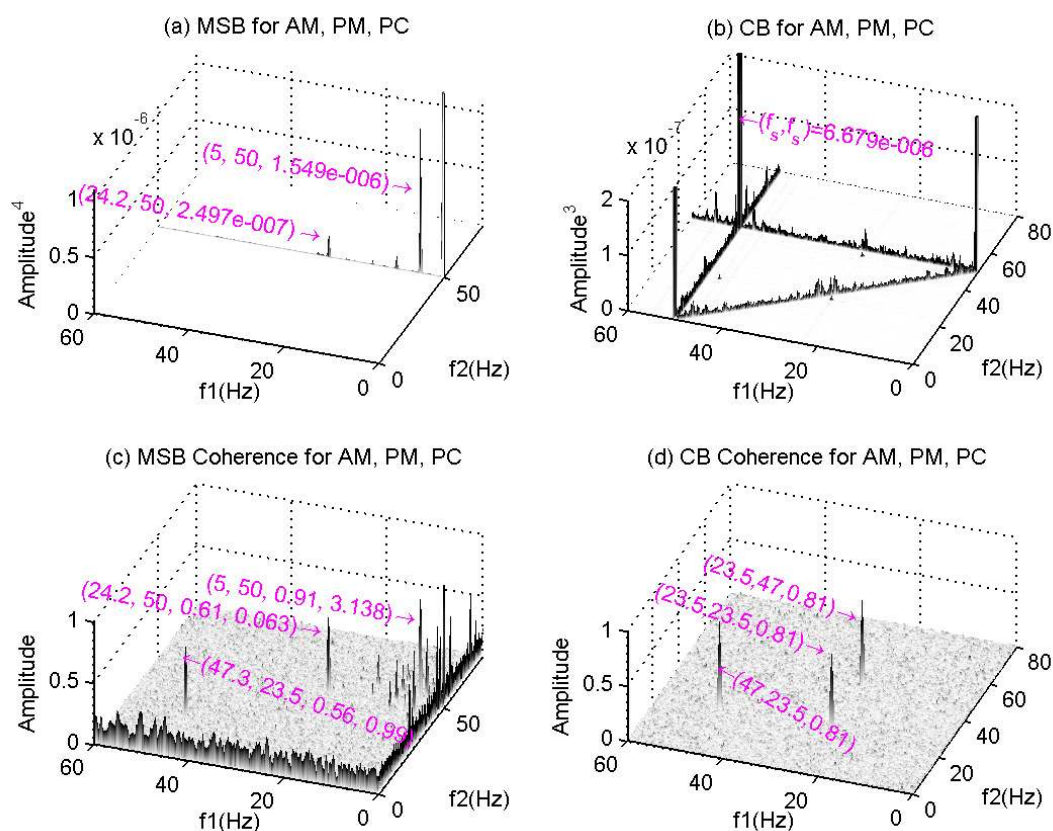 (a) MSB for AM, PM, PC
x 10^-6
(5, 50, 1.549e-006)→
(24.2, 50, 2.497e-007)→
Amplitude^4
1
0.5
0
60
40
20
0
f1(Hz)
0
50
f2(Hz)
(b) CB for AM, PM, PC
x 10^-7
←(f_s,f_s)=6.679e-006
Amplitude^3
2
1
0
60
40
20
0
f1(Hz)
0
20
40
60
80
f2(Hz)
(c) MSB Coherence for AM, PM, PC
(5, 50, 0.91, 3.138)→
(24.2, 50, 0.61, 0.063)→
←(47.3, 23.5, 0.56, 0.99)
Amplitude
1
0.5
0
60
40
20
0
f1(Hz)
0
50
f2(Hz)
(d) CB Coherence for AM, PM, PC
(23.5,47,0.81)→
(23.5,23.5,0.81)→
←(47,23.5,0.81)
Amplitude
1
0.5
0
60
40
20
0
f1(Hz)
0
20
40
60
80
f2(Hz)